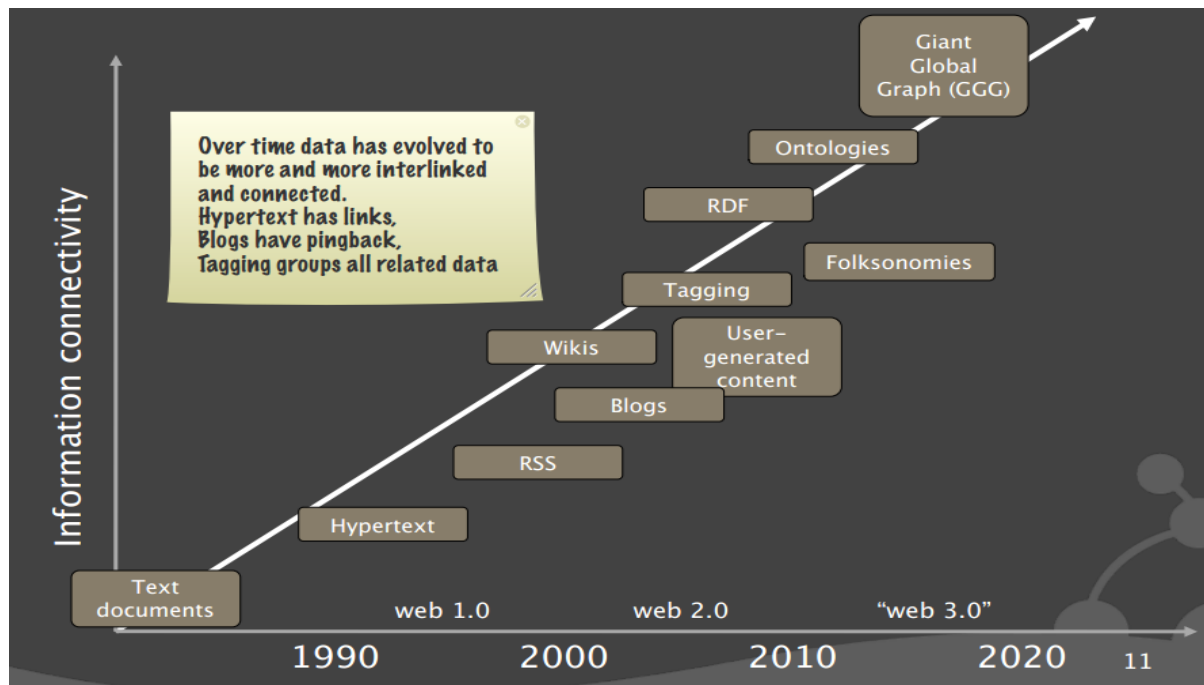 Giant
Global
Graph (GGG)
Over time data has evolved to
be more and more interlinked
and connected.
Hypertext has links,
Blogs have pingback,
Tagging groups all related data
Ontologies
RDF
Folksonomies
Tagging
User-
generated
content
Wikis
Blogs
RSS
Hypertext
Text
documents
Information connectivity
web 1.0
web 2.0
“web 3.0”
1990
2000
2010
2020
11